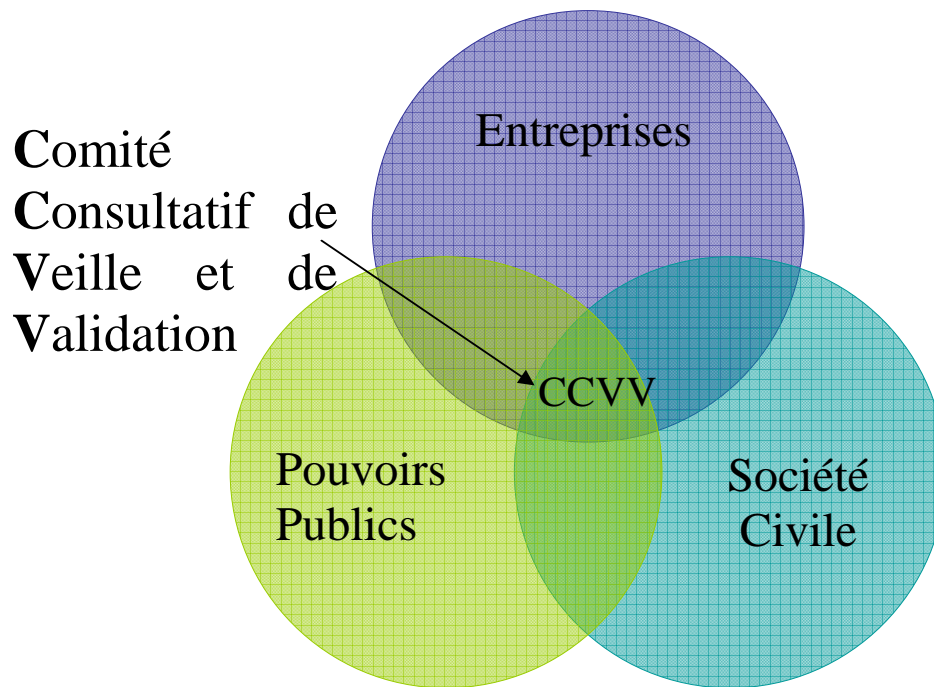 Comité
Consultatif de
Veille et de
Validation
Entreprises
CCVV
Pouvoirs
Publics
Société
Civile